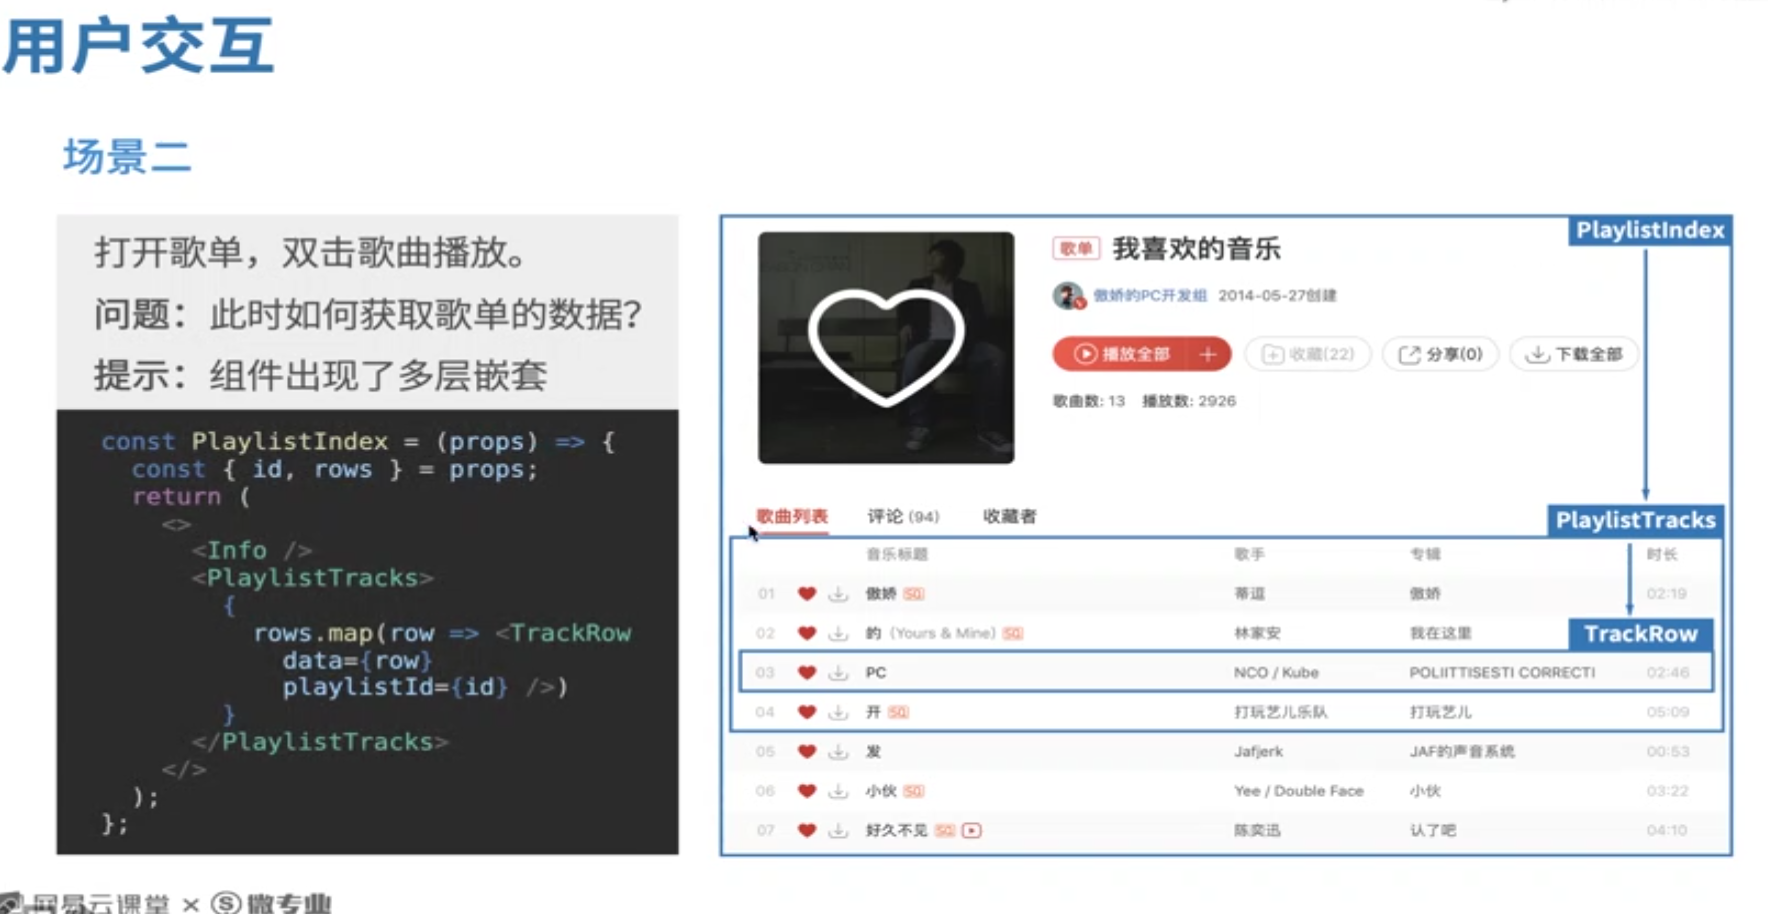 用户交互
场景二
打开歌单，双击歌曲播放。
问题：此时如何获取歌单的数据？
提示：组件出现了多层嵌套
const PlaylistIndex = (props) => {
const { id, rows } = props;
return (
<>
<Info />
<PlaylistTracks>
{
rows.map(row => <TrackRow
data={row}
playlistId={id} />)
}
</PlaylistTracks>
</>
);
};
PlaylistIndex
歌单 我喜欢的音乐
傲娇的PC开发组 2014-05-27创建
播放全部 + 收藏(22) 分享(0) 下载全部
歌曲数: 13 播放数: 2926
歌曲列表 评论 (94) 收藏者
PlaylistTracks
音乐标题 歌手 专辑 时长
01 傲娇 SQ 蒂逗 傲娇 02:19
02 的 (Yours & Mine) SQ 林家安 我在这里
TrackRow
03 PC NCO / Kube POLIITTISESTI CORRECTI 02:46
04 开 SQ 打玩艺儿乐队 打玩艺儿 05:09
05 发 Jafjerk JAF的声音系统 00:53
06 小伙 SQ Yee / Double Face 小伙 03:22
07 好久不见 SQ 陈奕迅 认了吧 04:10
网易云课堂 × S 微专业